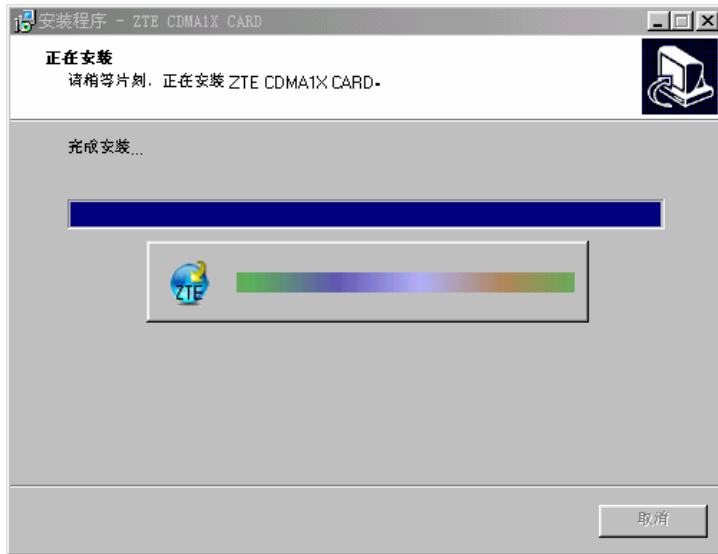 安装程序 - ZTE CDMA1X CARD
正在安装
请稍等片刻，正在安装 ZTE CDMA1X CARD。
完成安装...
ZTE
取消